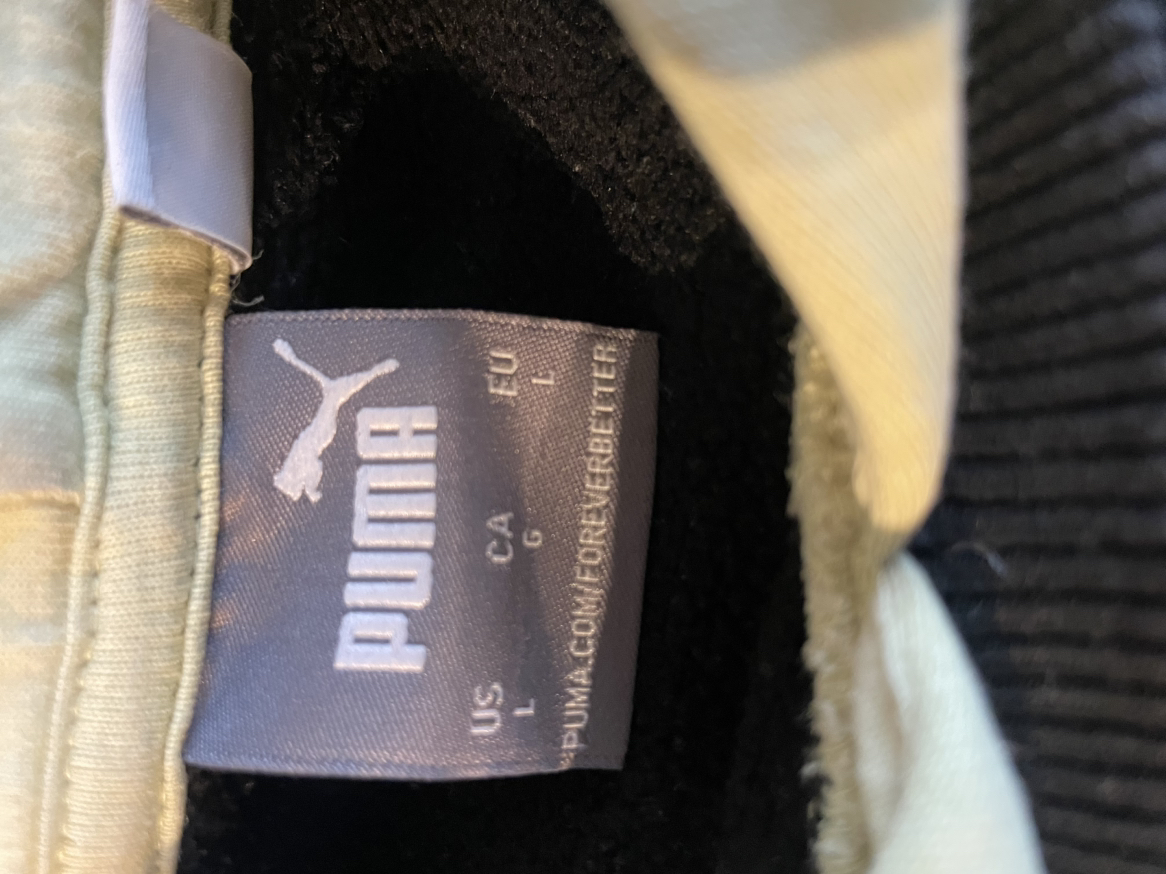 PUMA
US CA EU
L G L
PUMA.COM/FOREVERBETTER